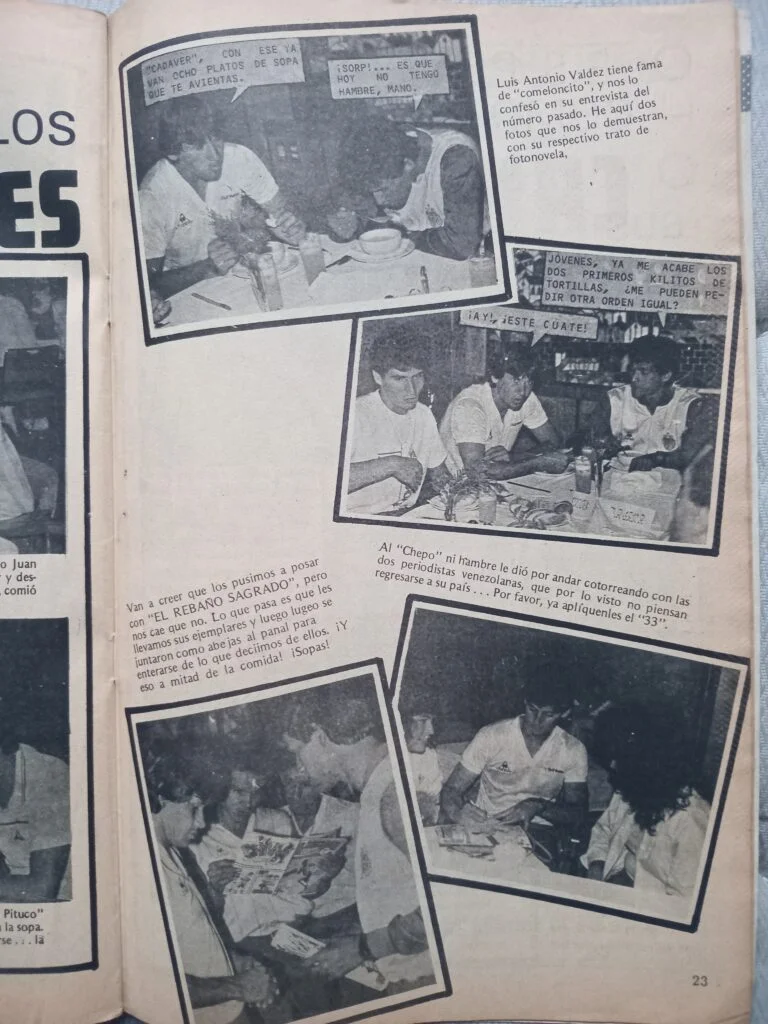 LOS
ES
o Juan
r y des-
, comió
Pituco"
n la sopa.
rse . . . la
"CADAVER", CON ESE YA
VAN OCHO PLATOS DE SOPA
QUE TE AVIENTAS.
¡SORP!... ES QUE
HOY NO TENGO
HAMBRE, MANO.
Luis Antonio Valdez tiene fama
de "comeloncito", y nos lo
confesó en su entrevista del
número pasado. He aquí dos
fotos que nos lo demuestran,
con su respectivo trato de
fotonovela,
JOVENES, YA ME ACABE LOS
DOS PRIMEROS KILITOS DE
TORTILLAS, ¿ME PUEDEN PE-
DIR OTRA ORDEN IGUAL?
¡AY!, ¡ESTE CUATE!
Al "Chepo" ni hambre le dió por andar cotorreando con las
dos periodistas venezolanas, que por lo visto no piensan
regresarse a su país . . . Por favor, ya aplíquenles el "33".
Van a creer que los pusimos a posar
con "EL REBAÑO SAGRADO", pero
nos cae que no. Lo que pasa es que les
llevamos sus ejemplares y luego lugeo se
juntaron como abejas al panal para
enterarse de lo que decimos de ellos. ¡Y
eso a mitad de la comida! ¡Sopas!
23